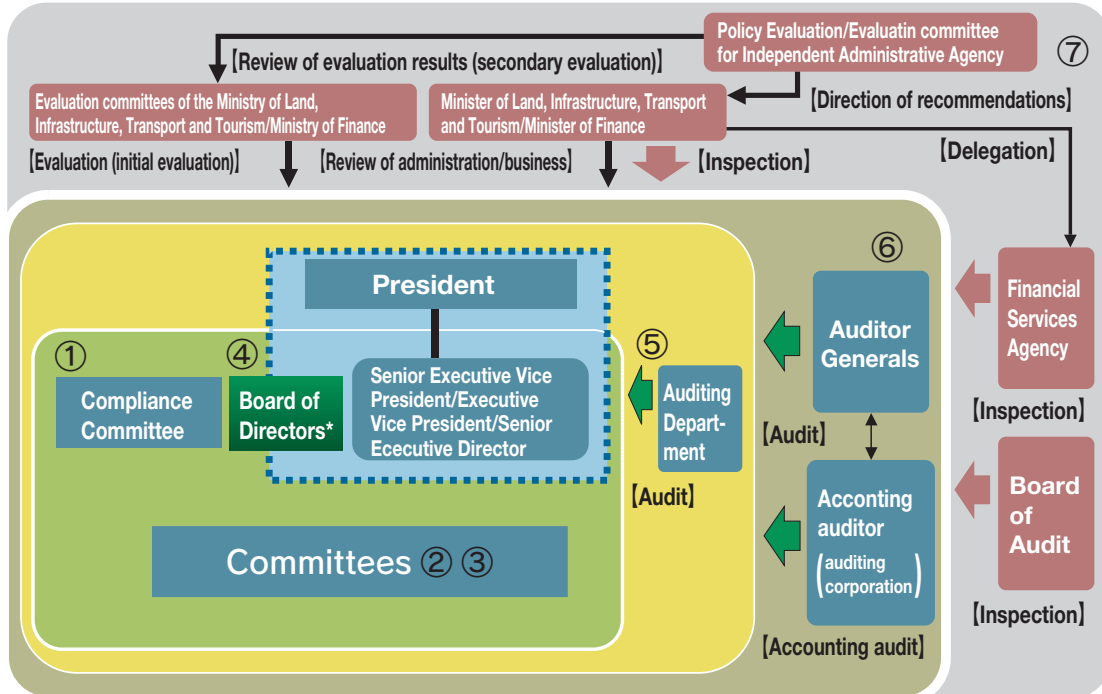 Policy Evaluation/Evaluatin committee
for Independent Administrative Agency
⑦
【Review of evaluation results (secondary evaluation)】
Evaluation committees of the Ministry of Land,
Infrastructure, Transport and Tourism/Ministry of Finance
Minister of Land, Infrastructure, Transport
and Tourism/Minister of Finance
【Direction of recommendations】
【Evaluation (initial evaluation)】
【Review of administration/business】
【Inspection】
【Delegation】
President
①
Compliance
Committee
④
Board of
Directors*
Senior Executive Vice
President/Executive
Vice President/Senior
Ececutive Director
⑤
Auditing
Depart-
ment
【Audit】
Committees ② ③
⑥
Auditor
Generals
【Audit】
Acconting
auditor
(auditing
corporation)
【Accounting audit】
Financial
Services
Agency
【Inspection】
Board
of
Audit
【Inspection】